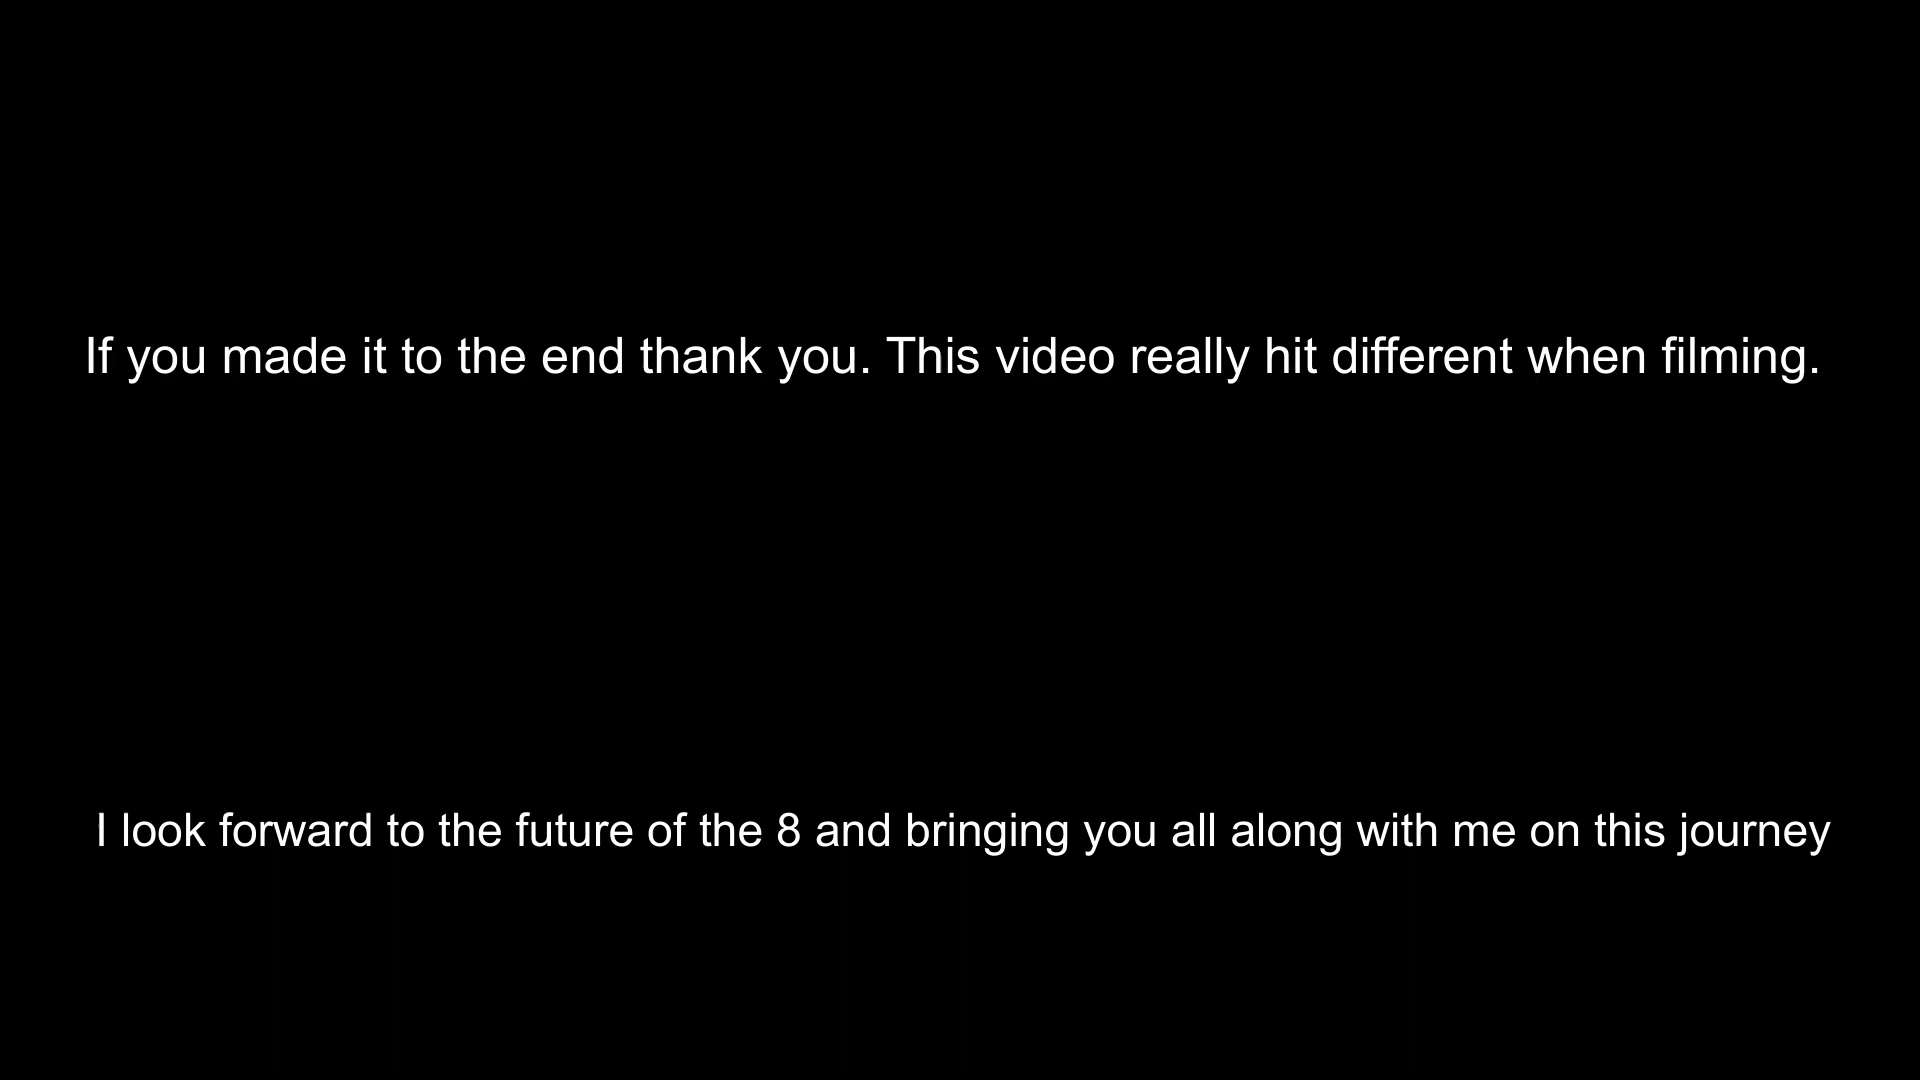 If you made it to the end thank you. This video really hit different when filming.
I look forward to the future of the 8 and bringing you all along with me on this journey